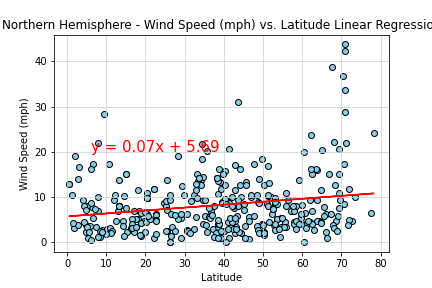 Northern Hemisphere - Wind Speed (mph) vs. Latitude Linear Regressio
Wind Speed (mph)
40
30
20
10
0
y = 0.07x + 5.69
0 10 20 30 40 50 60 70 80
Latitude